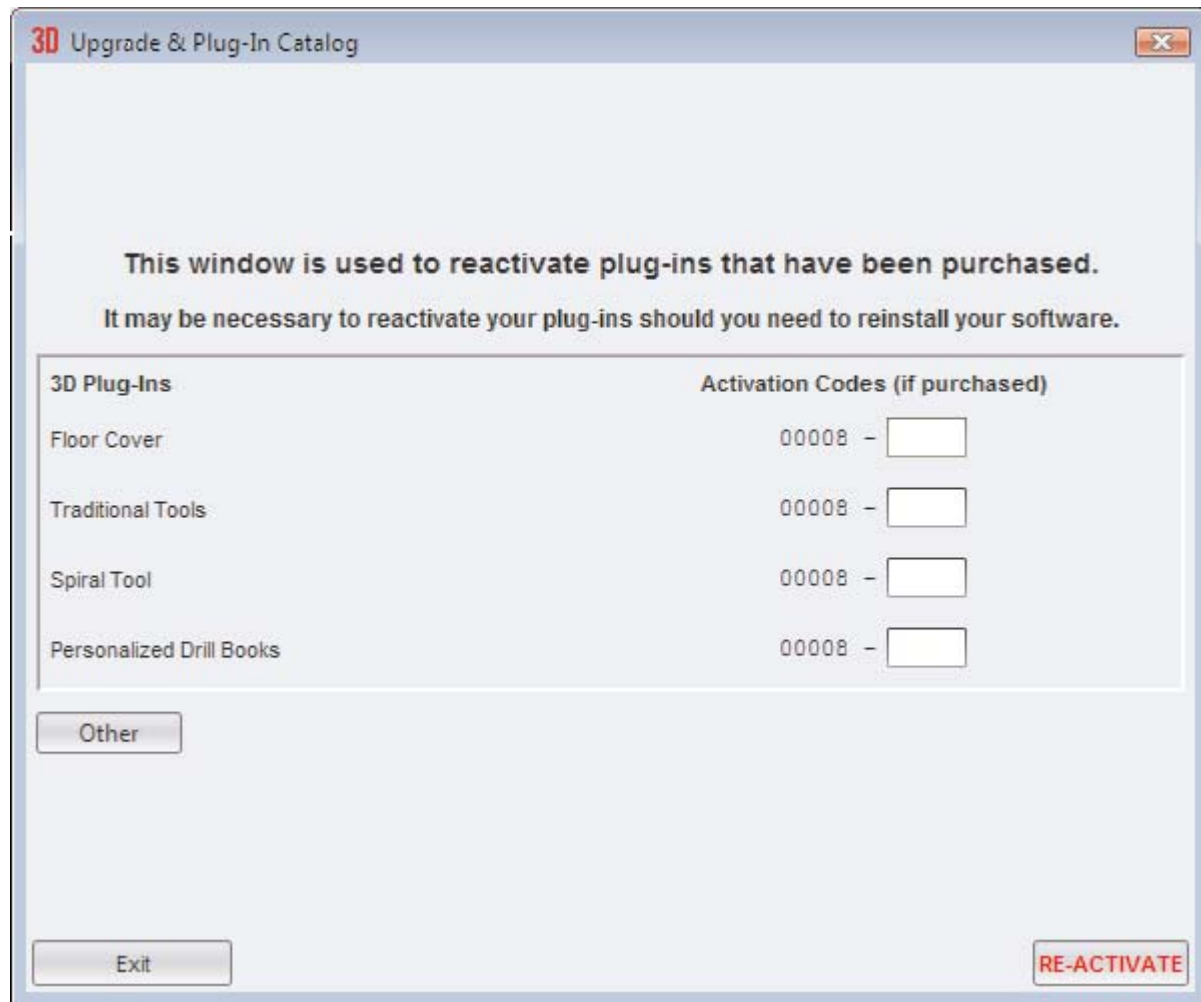 3D Upgrade & Plug-In Catalog
This window is used to reactivate plug-ins that have been purchased.
It may be necessary to reactivate your plug-ins should you need to reinstall your software.
3D Plug-Ins Activation Codes (if purchased)
Floor Cover 00008 -
Traditional Tools 00008 -
Spiral Tool 00008 -
Personalized Drill Books 00008 -
Other
Exit RE-ACTIVATE